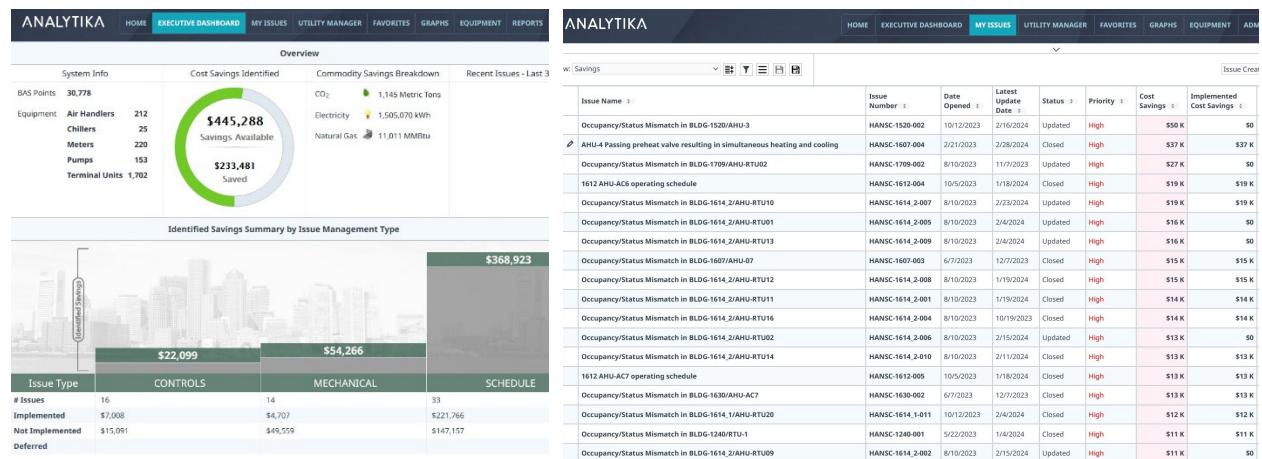 ANALYTIKA
HOME EXECUTIVE DASHBOARD MY ISSUES UTILITY MANAGER FAVORITES GRAPHS EQUIPMENT REPORTS
Overview
System Info
BAS Points 30,778
Equipment Air Handlers 212
Chillers 25
Meters 220
Pumps 153
Terminal Units 1,702
Cost Savings Identified
$445,288
Savings Available
$233,481
Saved
Commodity Savings Breakdown
CO2 1,145 Metric Tons
Electricity 1,505,070 kWh
Natural Gas 11,011 MMBtu
Recent Issues - Last 3
Identified Savings Summary by Issue Management Type
Identified Savings
$22,099 $54,266 $368,923
Issue Type CONTROLS MECHANICAL SCHEDULE
# Issues 16 14 33
Implemented $7,008 $4,707 $221,766
Not Implemented $15,091 $49,559 $147,157
Deferred
ANALYTIKA
HOME EXECUTIVE DASHBOARD MY ISSUES UTILITY MANAGER FAVORITES GRAPHS EQUIPMENT ADM
w: Savings
Issue Creat
Issue Name Issue Number Date Opened Latest Update Date Status Priority Cost Savings Implemented Cost Savings
Occupancy/Status Mismatch in BLDG-1520/AHU-3 HANSC-1520-002 10/12/2023 2/16/2024 Updated High $50 K $0
AHU-4 Passing preheat valve resulting in simultaneous heating and cooling HANSC-1607-004 2/21/2023 2/28/2024 Closed High $37 K $37 K
Occupancy/Status Mismatch in BLDG-1709/AHU-RTU02 HANSC-1709-002 8/10/2023 11/7/2023 Updated High $27 K $0
1612 AHU-AC6 operating schedule HANSC-1612-004 10/5/2023 1/18/2024 Closed High $19 K $19 K
Occupancy/Status Mismatch in BLDG-1614_2/AHU-RTU10 HANSC-1614_2-007 8/10/2023 2/23/2024 Updated High $19 K $19 K
Occupancy/Status Mismatch in BLDG-1614_2/AHU-RTU01 HANSC-1614_2-005 8/10/2023 2/4/2024 Updated High $16 K $0
Occupancy/Status Mismatch in BLDG-1614_2/AHU-RTU13 HANSC-1614_2-009 8/10/2023 2/4/2024 Updated High $16 K $0
Occupancy/Status Mismatch in BLDG-1607/AHU-07 HANSC-1607-003 6/7/2023 12/7/2023 Closed High $15 K $15 K
Occupancy/Status Mismatch in BLDG-1614_2/AHU-RTU12 HANSC-1614_2-008 8/10/2023 1/19/2024 Closed High $15 K $15 K
Occupancy/Status Mismatch in BLDG-1614_2/AHU-RTU11 HANSC-1614_2-001 8/10/2023 1/19/2024 Closed High $14 K $14 K
Occupancy/Status Mismatch in BLDG-1614_2/AHU-RTU16 HANSC-1614_2-004 8/10/2023 10/19/2023 Closed High $14 K $14 K
Occupancy/Status Mismatch in BLDG-1614_2/AHU-RTU02 HANSC-1614_2-006 8/10/2023 2/15/2024 Updated High $13 K $0
Occupancy/Status Mismatch in BLDG-1614_2/AHU-RTU14 HANSC-1614_2-010 8/10/2023 2/11/2024 Closed High $13 K $13 K
1612 AHU-AC7 operating schedule HANSC-1612-005 10/5/2023 1/18/2024 Closed High $13 K $13 K
Occupancy/Status Mismatch in BLDG-1630/AHU-AC7 HANSC-1630-002 6/7/2023 12/7/2023 Closed High $13 K $13 K
Occupancy/Status Mismatch in BLDG-1614_1/AHU-RTU20 HANSC-1614_1-011 10/12/2023 2/4/2024 Closed High $12 K $12 K
Occupancy/Status Mismatch in BLDG-1240/RTU-1 HANSC-1240-001 5/22/2023 1/4/2024 Closed High $11 K $11 K
Occupancy/Status Mismatch in BLDG-1614_2/AHU-RTU09 HANSC-1614_2-002 8/10/2023 2/15/2024 Updated High $11 K $0